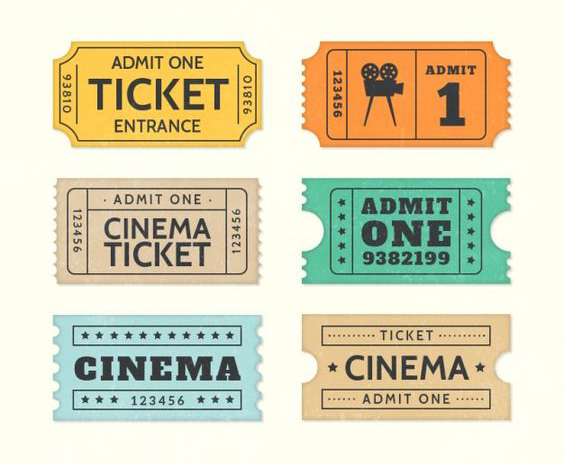 ADMIT ONE
93810 TICKET 93810
ENTRANCE
123456
ADMIT
1
ADMIT ONE
123456 CINEMA 123456
TICKET
ADMIT
ONE
9382199
CINEMA
123456
TICKET
CINEMA
ADMIT ONE